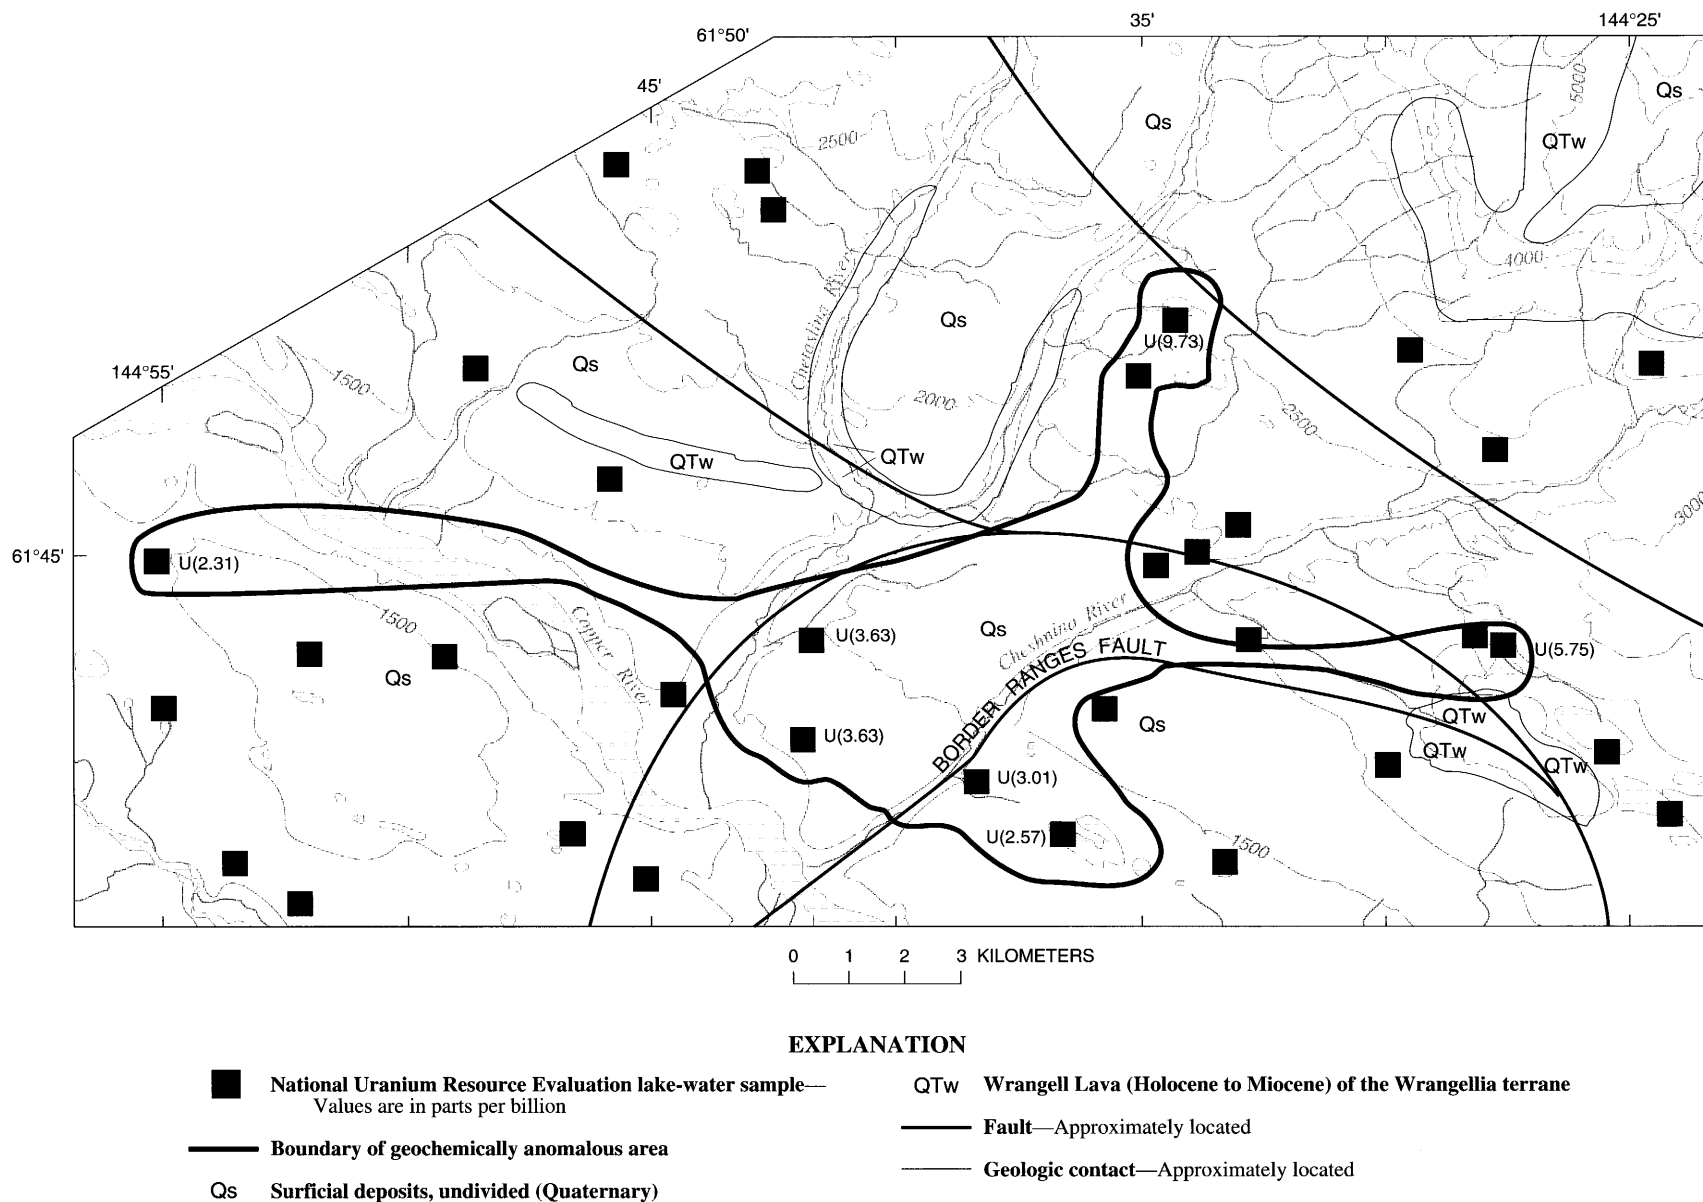 35'
144°25'
61°50'
45'
Qs
5000
Qs
2500
QTw
4000
Chetaslina River
Qs
U(9.73)
Qs
144°55'
1500
2000
2500
QTw
QTw
3000
61°45'
U(2.31)
1500
Copper River
Qs
U(3.63)
Qs
Cheshnina River
BORDER RANGES FAULT
U(5.75)
QTw
Qs
U(3.63)
QTw
QTw
U(3.01)
U(2.57)
1500
0 1 2 3 KILOMETERS
EXPLANATION
National Uranium Resource Evaluation lake-water sample—
Values are in parts per billion
Boundary of geochemically anomalous area
Qs Surficial deposits, undivided (Quaternary)
QTw Wrangell Lava (Holocene to Miocene) of the Wrangellia terrane
Fault—Approximately located
Geologic contact—Approximately located